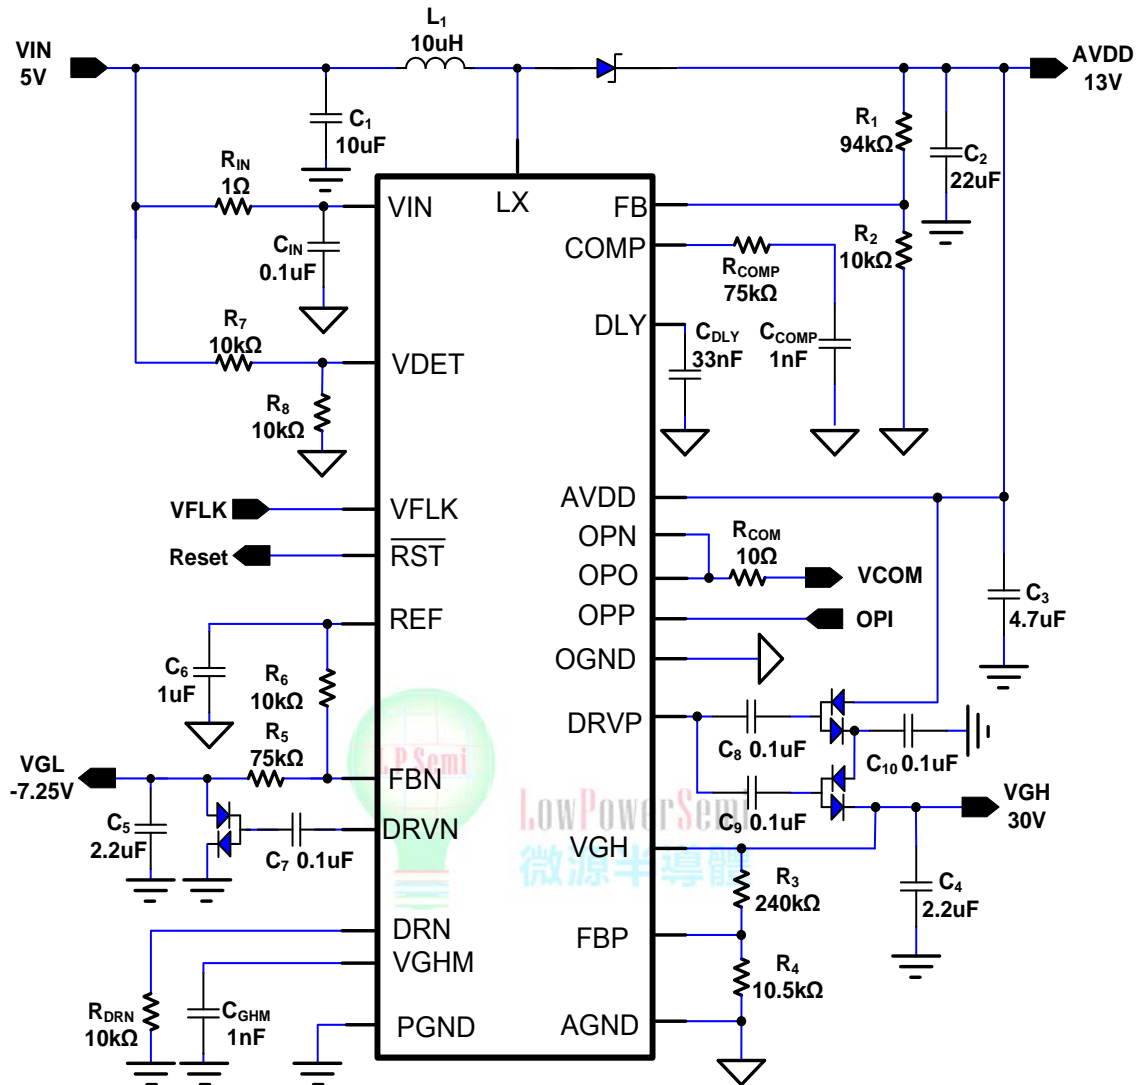 L1
10uH
VIN
5V
AVDD
13V
C1
10uF
R1
94kΩ
C2
22uF
RIN
1Ω
VIN
LX
FB
CIN
0.1uF
COMP
RCOMP
75kΩ
R2
10kΩ
R7
10kΩ
VDET
DLY
CDLY
33nF
CCOMP
1nF
R8
10kΩ
VFLK
VFLK
Reset
RST
AVDD
OPN
OPO
RCOM
10Ω
VCOM
OPP
OPI
OGND
C3
4.7uF
REF
C6
1uF
R6
10kΩ
R5
75kΩ
DRVP
C8 0.1uF
C10 0.1uF
VGL
-7.25V
FBN
LP Semi
LowPowerSemi
微源半導體
C9 0.1uF
VGH
30V
C5
2.2uF
C7 0.1uF
DRVN
VGH
R3
240kΩ
C4
2.2uF
DRN
VGHM
FBP
R4
10.5kΩ
RDRN
10kΩ
CGHM
1nF
PGND
AGND